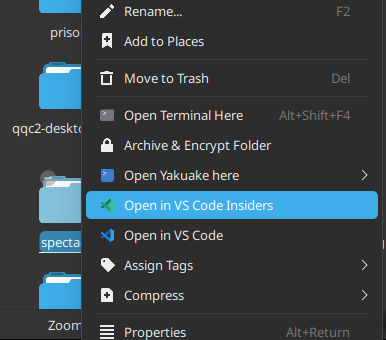 Rename... F2
priso
Add to Places
Move to Trash Del
Open Terminal Here Alt+Shift+F4
qqc2-deskto
Archive & Encrypt Folder
Open Yakuake here
Open in VS Code Insiders
specta
Open in VS Code
Assign Tags
Compress
Zoom
Properties Alt+Return